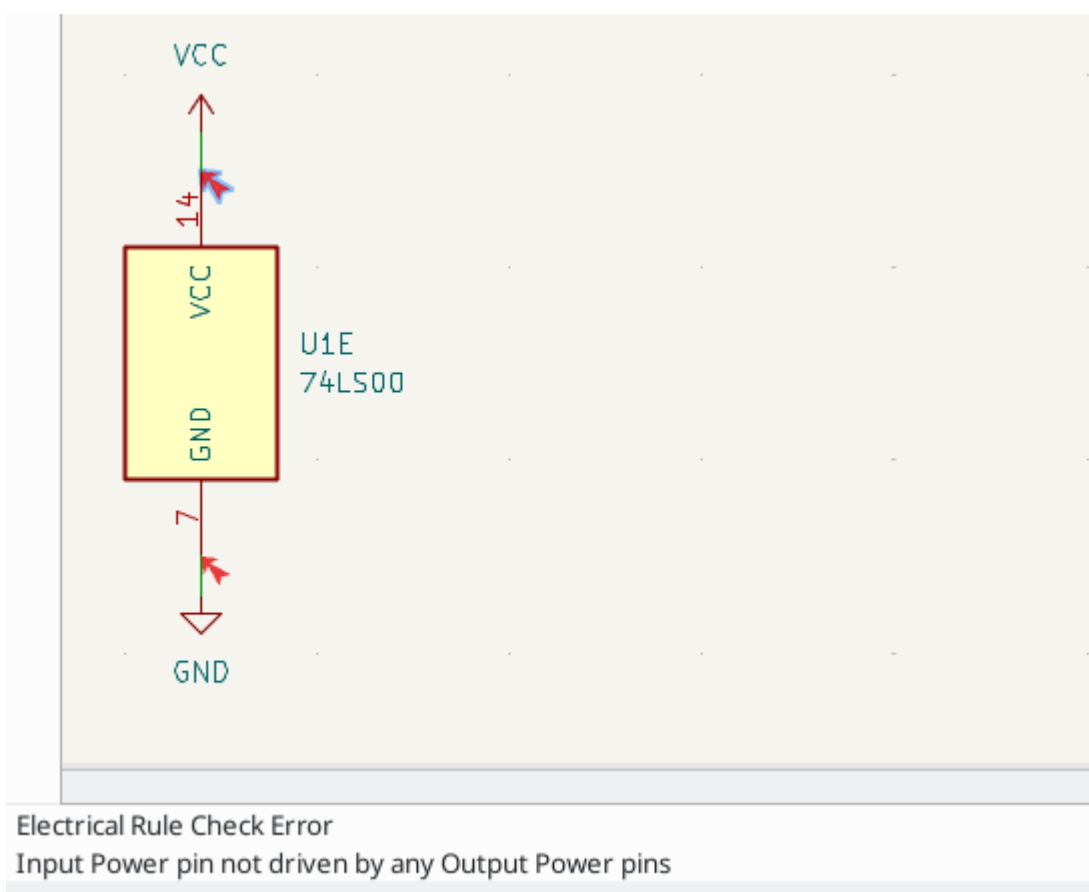 VCC
14
VCC
U1E
74LS00
GND
7
GND
Electrical Rule Check Error
Input Power pin not driven by any Output Power pins